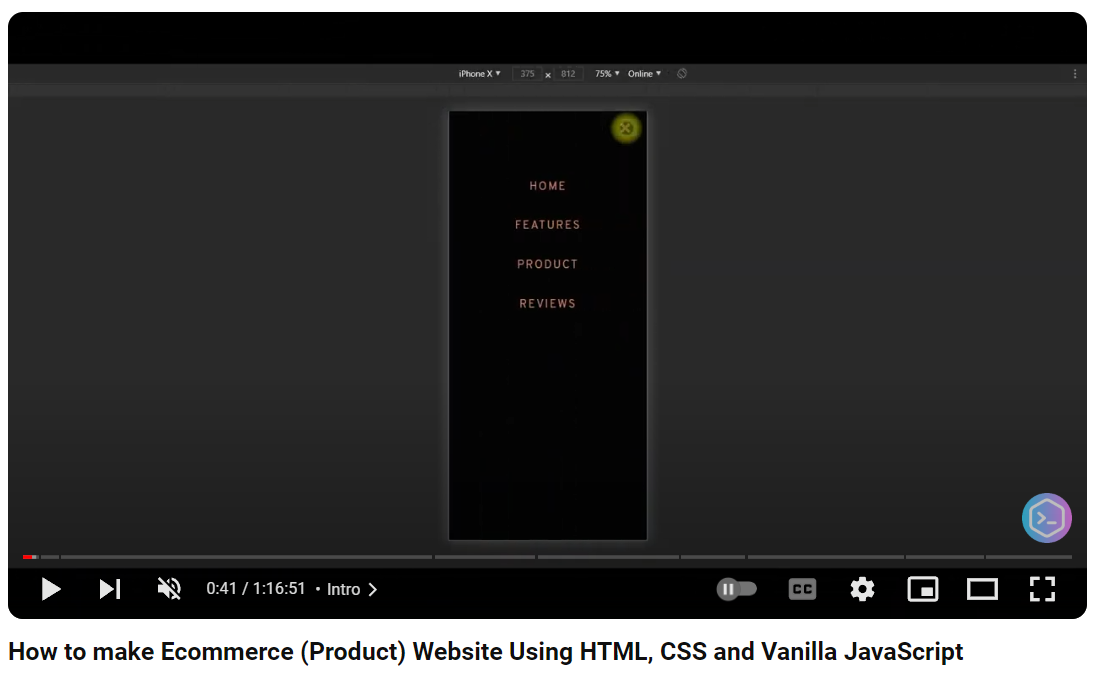 iPhone X ▾ 375 × 812 75% ▾ Online ▾
HOME
FEATURES
PRODUCT
REVIEWS
0:41 / 1:16:51 • Intro
CC
How to make Ecommerce (Product) Website Using HTML, CSS and Vanilla JavaScript